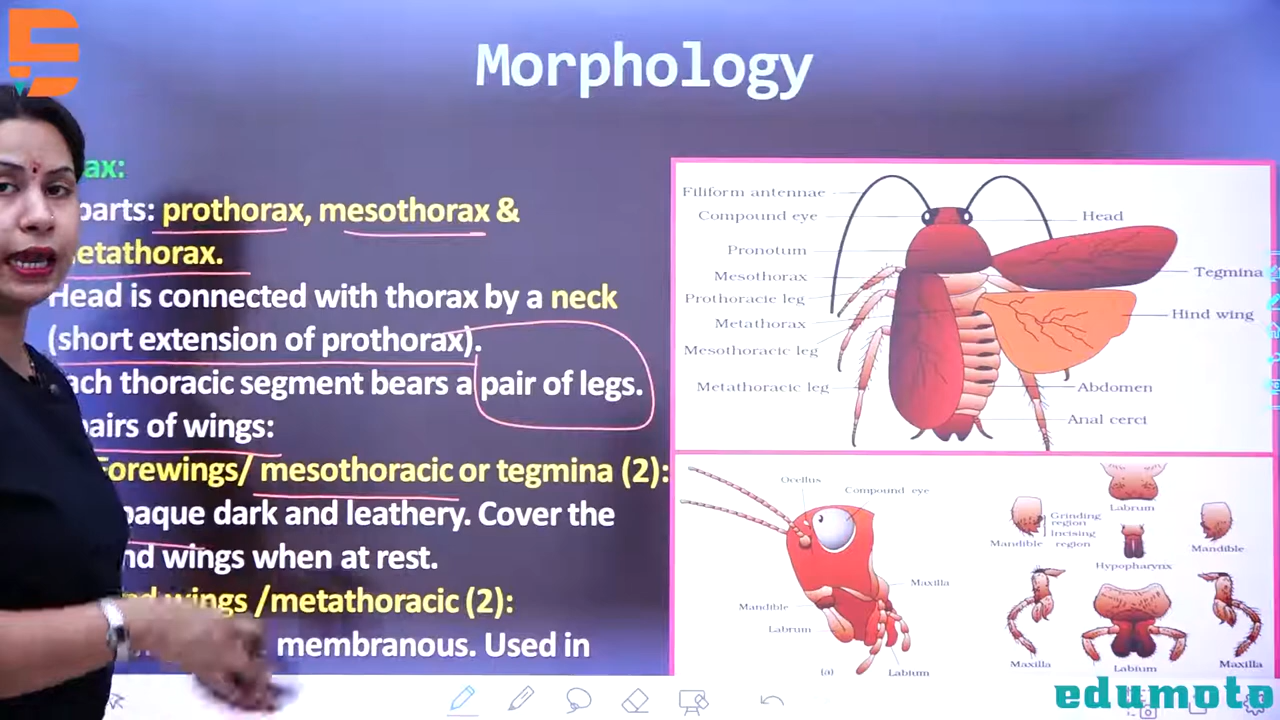 Morphology
ax:
parts: prothorax, mesothorax &
etathorax.
Head is connected with thorax by a neck
(short extension of prothorax).
ach thoracic segment bears a pair of legs.
pairs of wings:
Forewings/ mesothoracic or tegmina (2):
paque dark and leathery. Cover the
nd wings when at rest.
nd wings /metathoracic (2):
membranous. Used in
Filiform antennae
Compound eye
Pronotum
Mesothorax
Prothoracic leg
Metathorax
Mesothoracic leg
Metathoracic leg
Head
Tegmina
Hind wing
Abdomen
Anal cerci
Ocellus
Compound eye
Maxilla
Mandible
Labrum
(a)
Labium
Labrum
Grinding
region
Mandible
Incising
region
Mandible
Hypopharynx
Maxilla
Labium
Maxilla
edumoto